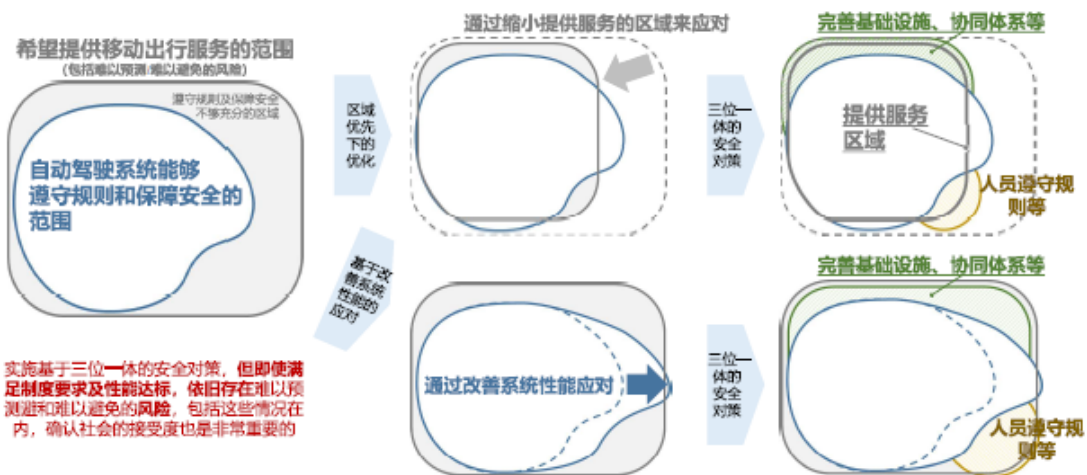 希望提供移动出行服务的范围
(包括难以预测·难以避免的风险)
遵守规则及保障安全
不够充分的区域
自动驾驶系统能够
遵守规则和保障安全的
范围
实施基于三位一体的安全对策，但即使满
足制度要求及性能达标，依旧存在难以预
测避和难以避免的风险，包括这些情况在
内，确认社会的接受度也是非常重要的
区域
优先
下的
优化
基于改
善系统
性能的
应对
通过缩小提供服务的区域来应对
三位一
体的
安全
对策
完善基础设施、协同体系等
提供服务
区域
人员遵守规
则等
通过改善系统性能应对
三位一
体的
安全
对策
完善基础设施、协同体系等
人员遵守规
则等